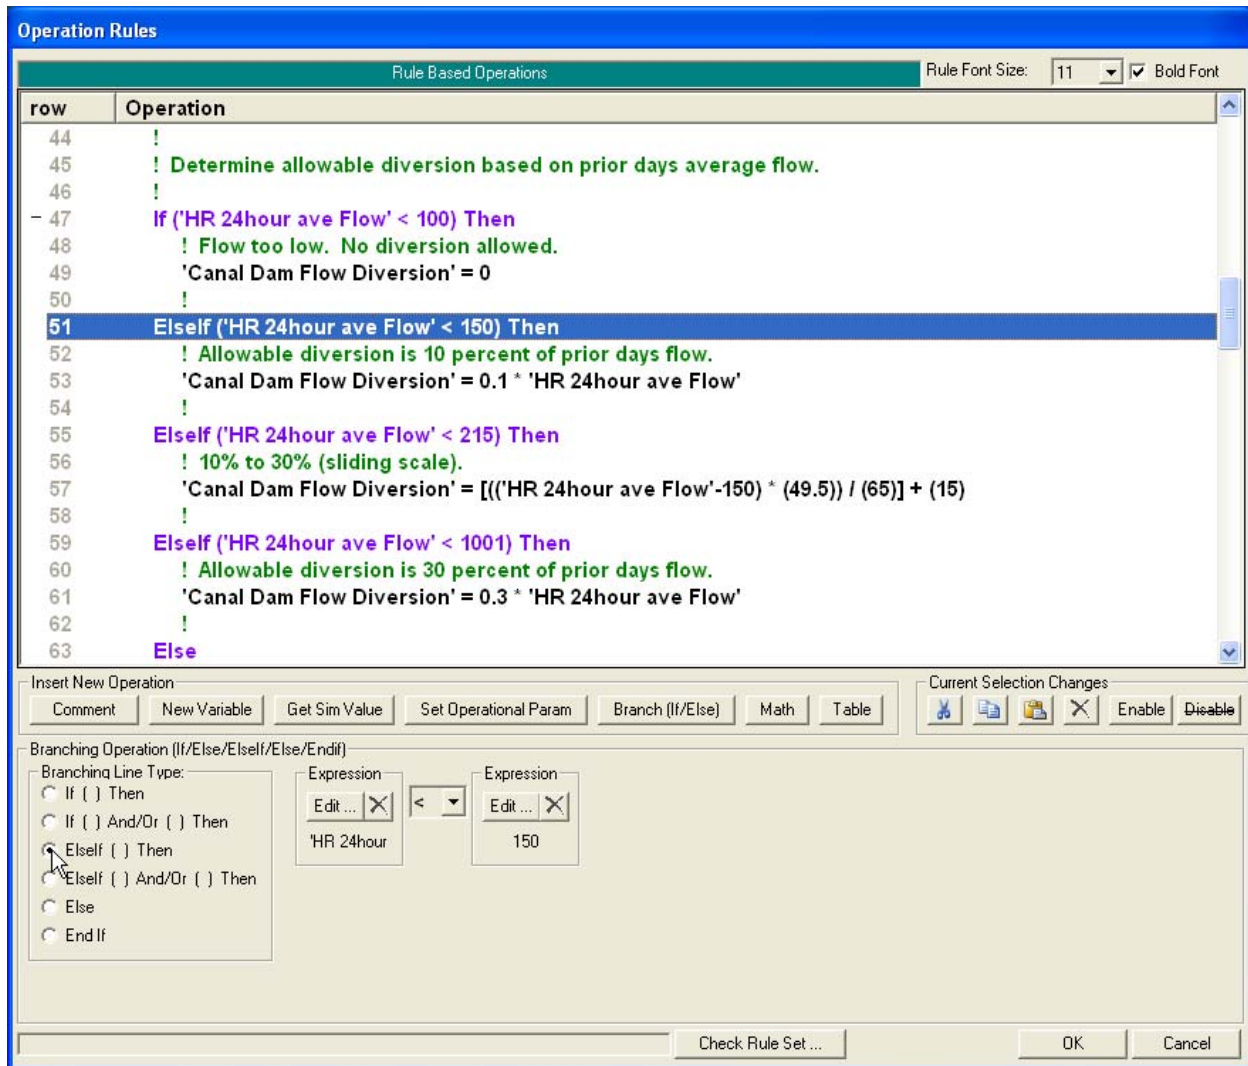 Operation Rules
Rule Based Operations Rule Font Size: 11 Bold Font
row Operation
44 !
45 ! Determine allowable diversion based on prior days average flow.
46 !
- 47 If ('HR 24hour ave Flow' < 100) Then
48 ! Flow too low. No diversion allowed.
49 'Canal Dam Flow Diversion' = 0
50 !
51 ElseIf ('HR 24hour ave Flow' < 150) Then
52 ! Allowable diversion is 10 percent of prior days flow.
53 'Canal Dam Flow Diversion' = 0.1 * 'HR 24hour ave Flow'
54 !
55 ElseIf ('HR 24hour ave Flow' < 215) Then
56 ! 10% to 30% (sliding scale).
57 'Canal Dam Flow Diversion' = [(('HR 24hour ave Flow'-150) * (49.5)) / (65)] + (15)
58 !
59 ElseIf ('HR 24hour ave Flow' < 1001) Then
60 ! Allowable diversion is 30 percent of prior days flow.
61 'Canal Dam Flow Diversion' = 0.3 * 'HR 24hour ave Flow'
62 !
63 Else
Insert New Operation Current Selection Changes
Comment New Variable Get Sim Value Set Operational Param Branch (If/Else) Math Table Enable Disable
Branching Operation (If/Else/ElseIf/Else/Endif)
Branching Line Type: Expression Expression
If ( ) Then
Edit ... < Edit ...
If ( ) And/Or ( ) Then
'HR 24hour 150
ElseIf ( ) Then
ElseIf ( ) And/Or ( ) Then
Else
End If
Check Rule Set ... OK Cancel